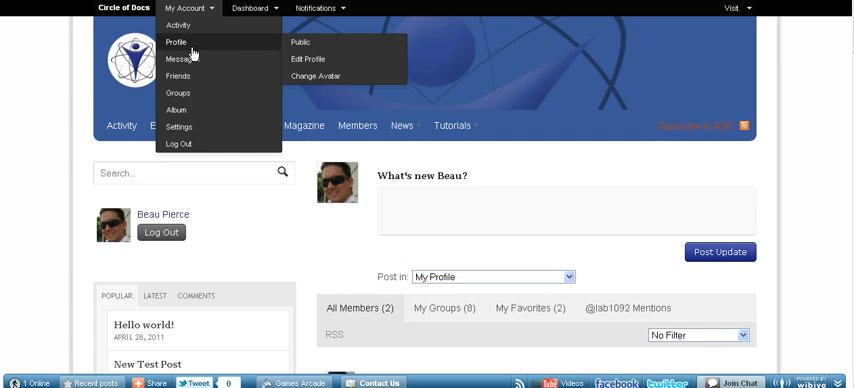 Circle of Docs My Account Dashboard Notifications Visit
Activity
Profile Public
Edit Profile
Friends Change Avatar
Groups
Album
Settings
Log Out
Activity Magazine Members News Tutorials Subscribe to RSS
Search...
What's new Beau?
Beau Pierce
Log Out
Post Update
Post in: My Profile
POPULAR LATEST COMMENTS
All Members (2) My Groups (8) My Favorites (2) @lab1092 Mentions
Hello world!
APRIL 28, 2011
RSS No Filter
New Test Post
1 Online Recent posts Share Tweet 0 Games Arcade Contact Us YouTube Videos facebook twitter Join Chat POWERED BY wibiya